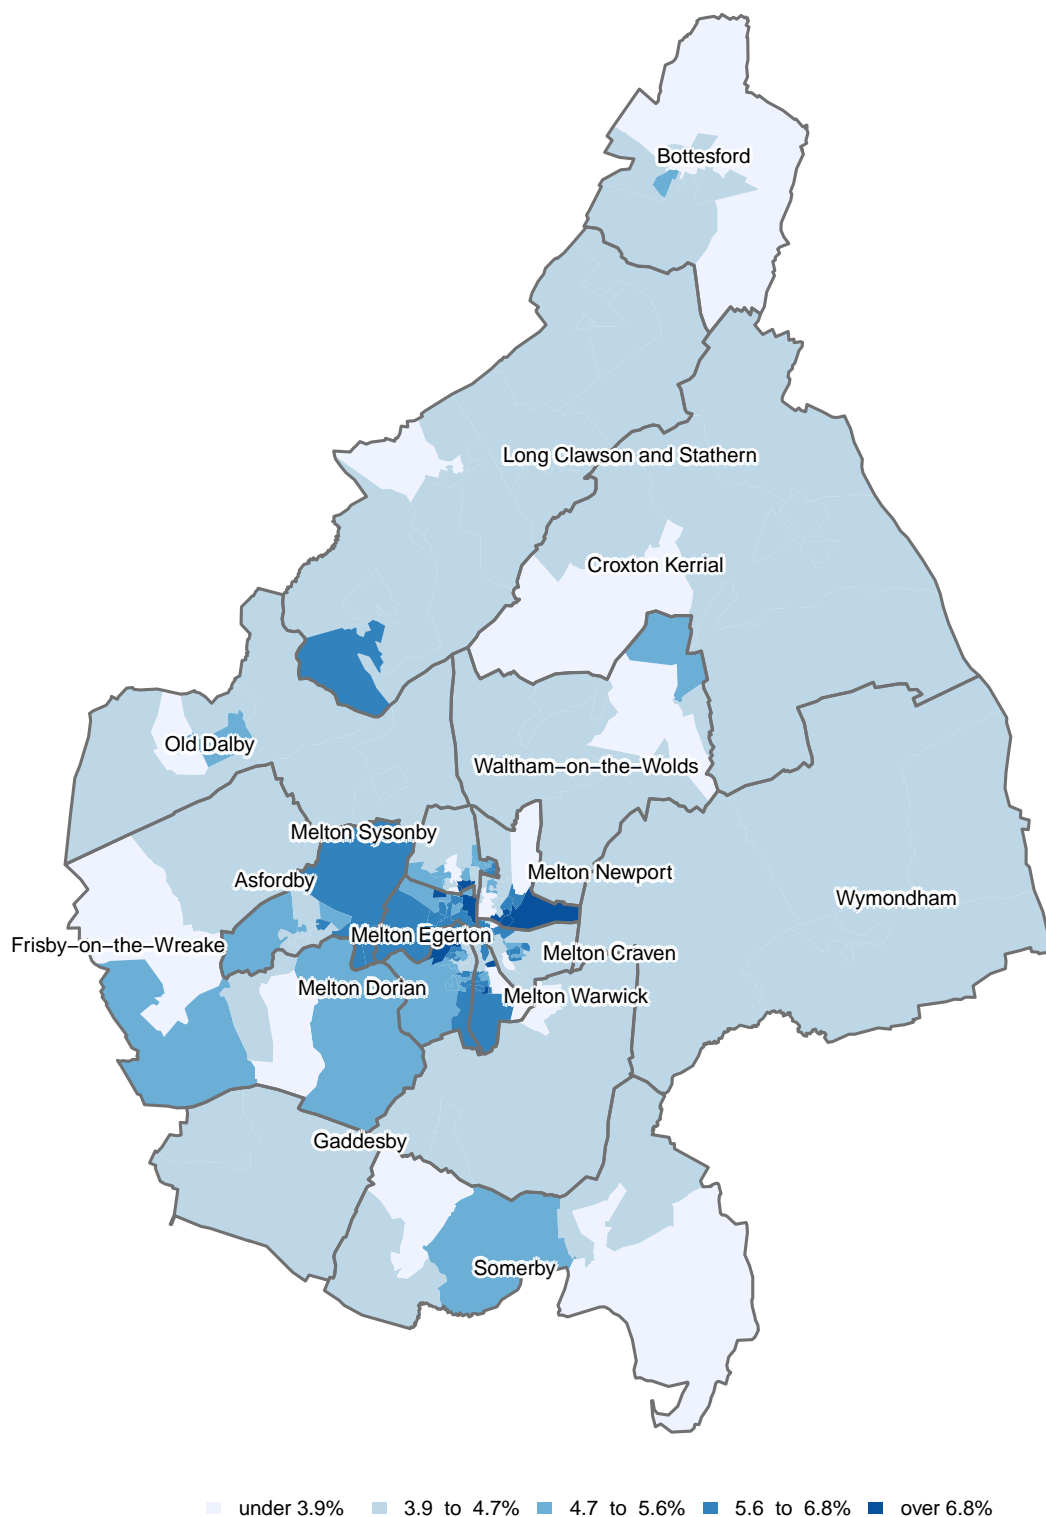 Bottesford
Long Clawson and Stathern
Croxton Kerrial
Old Dalby
Waltham−on−the−Wolds
Melton Sysonby
Melton Newport
Asfordby
Wymondham
Melton Egerton
Frisby−on−the−Wreake
Melton Craven
Melton Dorian
Melton Warwick
Gaddesby
Somerby
under 3.9% 3.9 to 4.7% 4.7 to 5.6% 5.6 to 6.8% over 6.8%